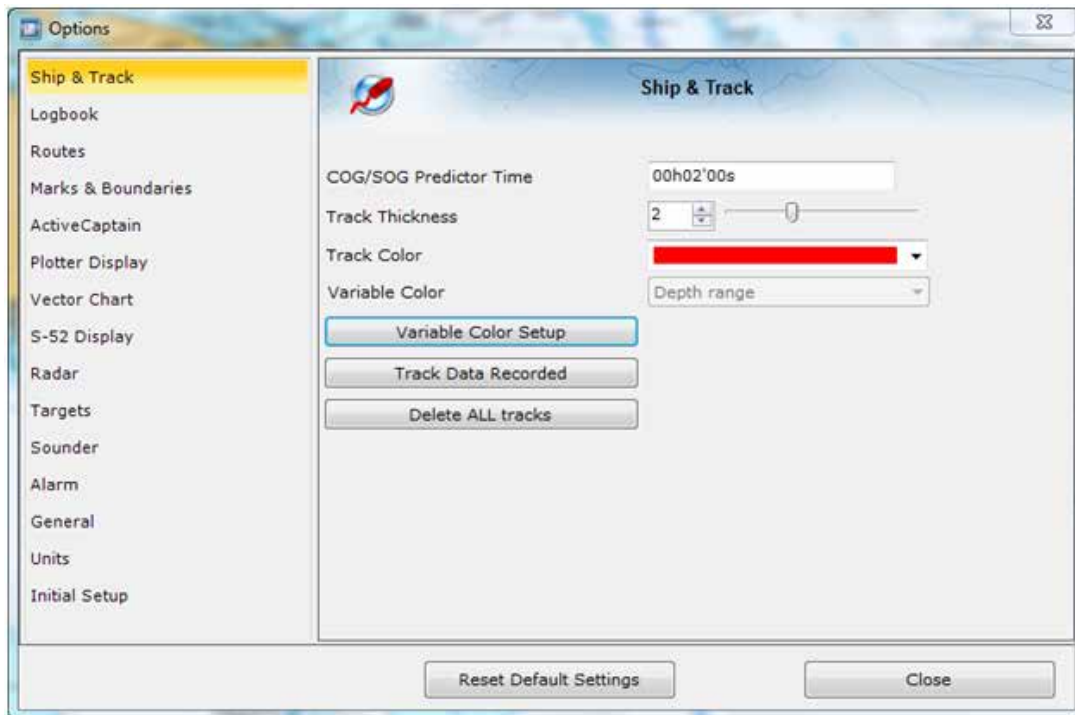 Options
Ship & Track
Logbook
Routes
Marks & Boundaries
ActiveCaptain
Plotter Display
Vector Chart
S-52 Display
Radar
Targets
Sounder
Alarm
General
Units
Initial Setup
Ship & Track
COG/SOG Predictor Time 00h02'00s
Track Thickness 2
Track Color
Variable Color Depth range
Variable Color Setup
Track Data Recorded
Delete ALL tracks
Reset Default Settings Close